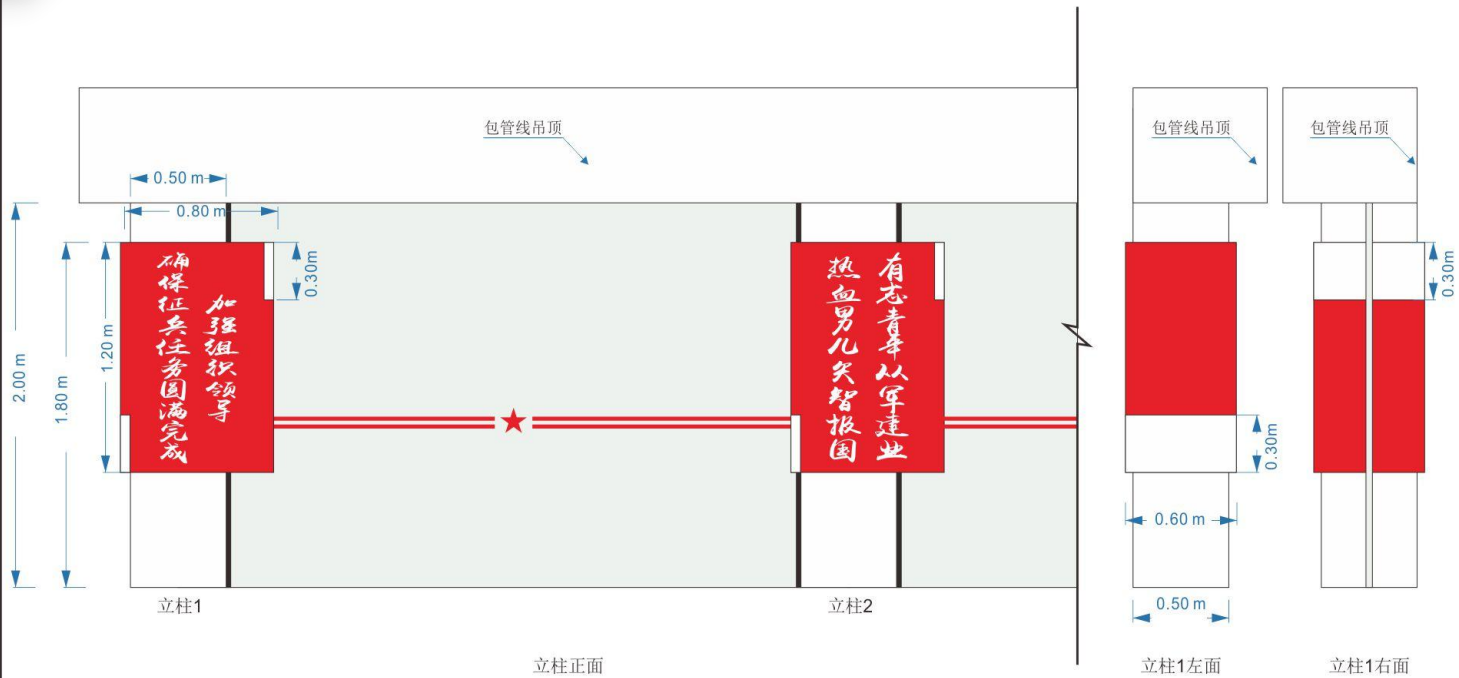 包管线吊顶
包管线吊顶
包管线吊顶
0.50 m
0.80 m
2.00 m
1.80 m
1.20 m
0.30m
加强组织领导
确保征兵任务圆满完成
有志青年从军建业
热血男儿矢智报国
0.30m
0.60 m
0.50 m
0.30m
立柱1
立柱2
立柱正面
立柱1左面
立柱1右面